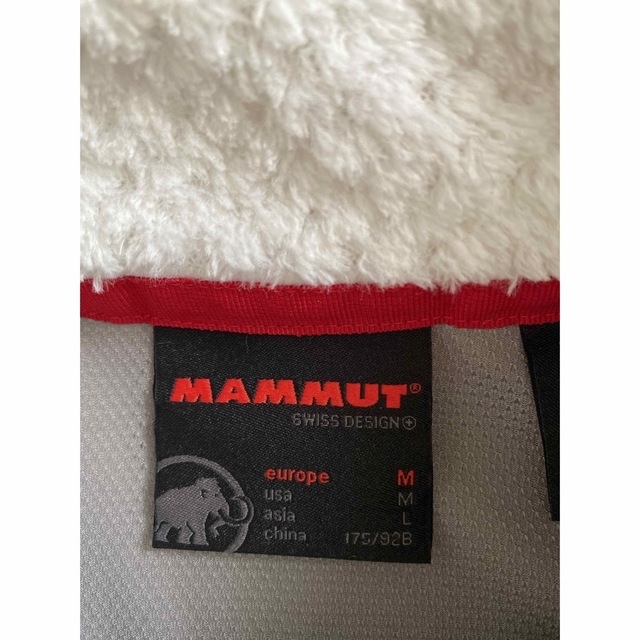 MAMMUT®
SWISS DESIGN
europe M
usa M
asia L
china 175/92B